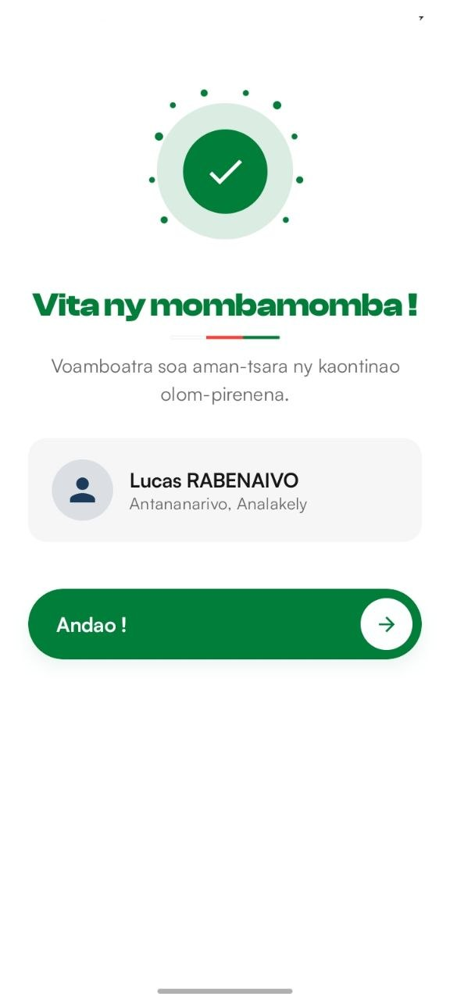 Vita ny mombamomba !
Voamboatra soa aman-tsara ny kaontinao
olom-pirenena.
Lucas RABENAIVO
Antananarivo, Analakely
Andao !